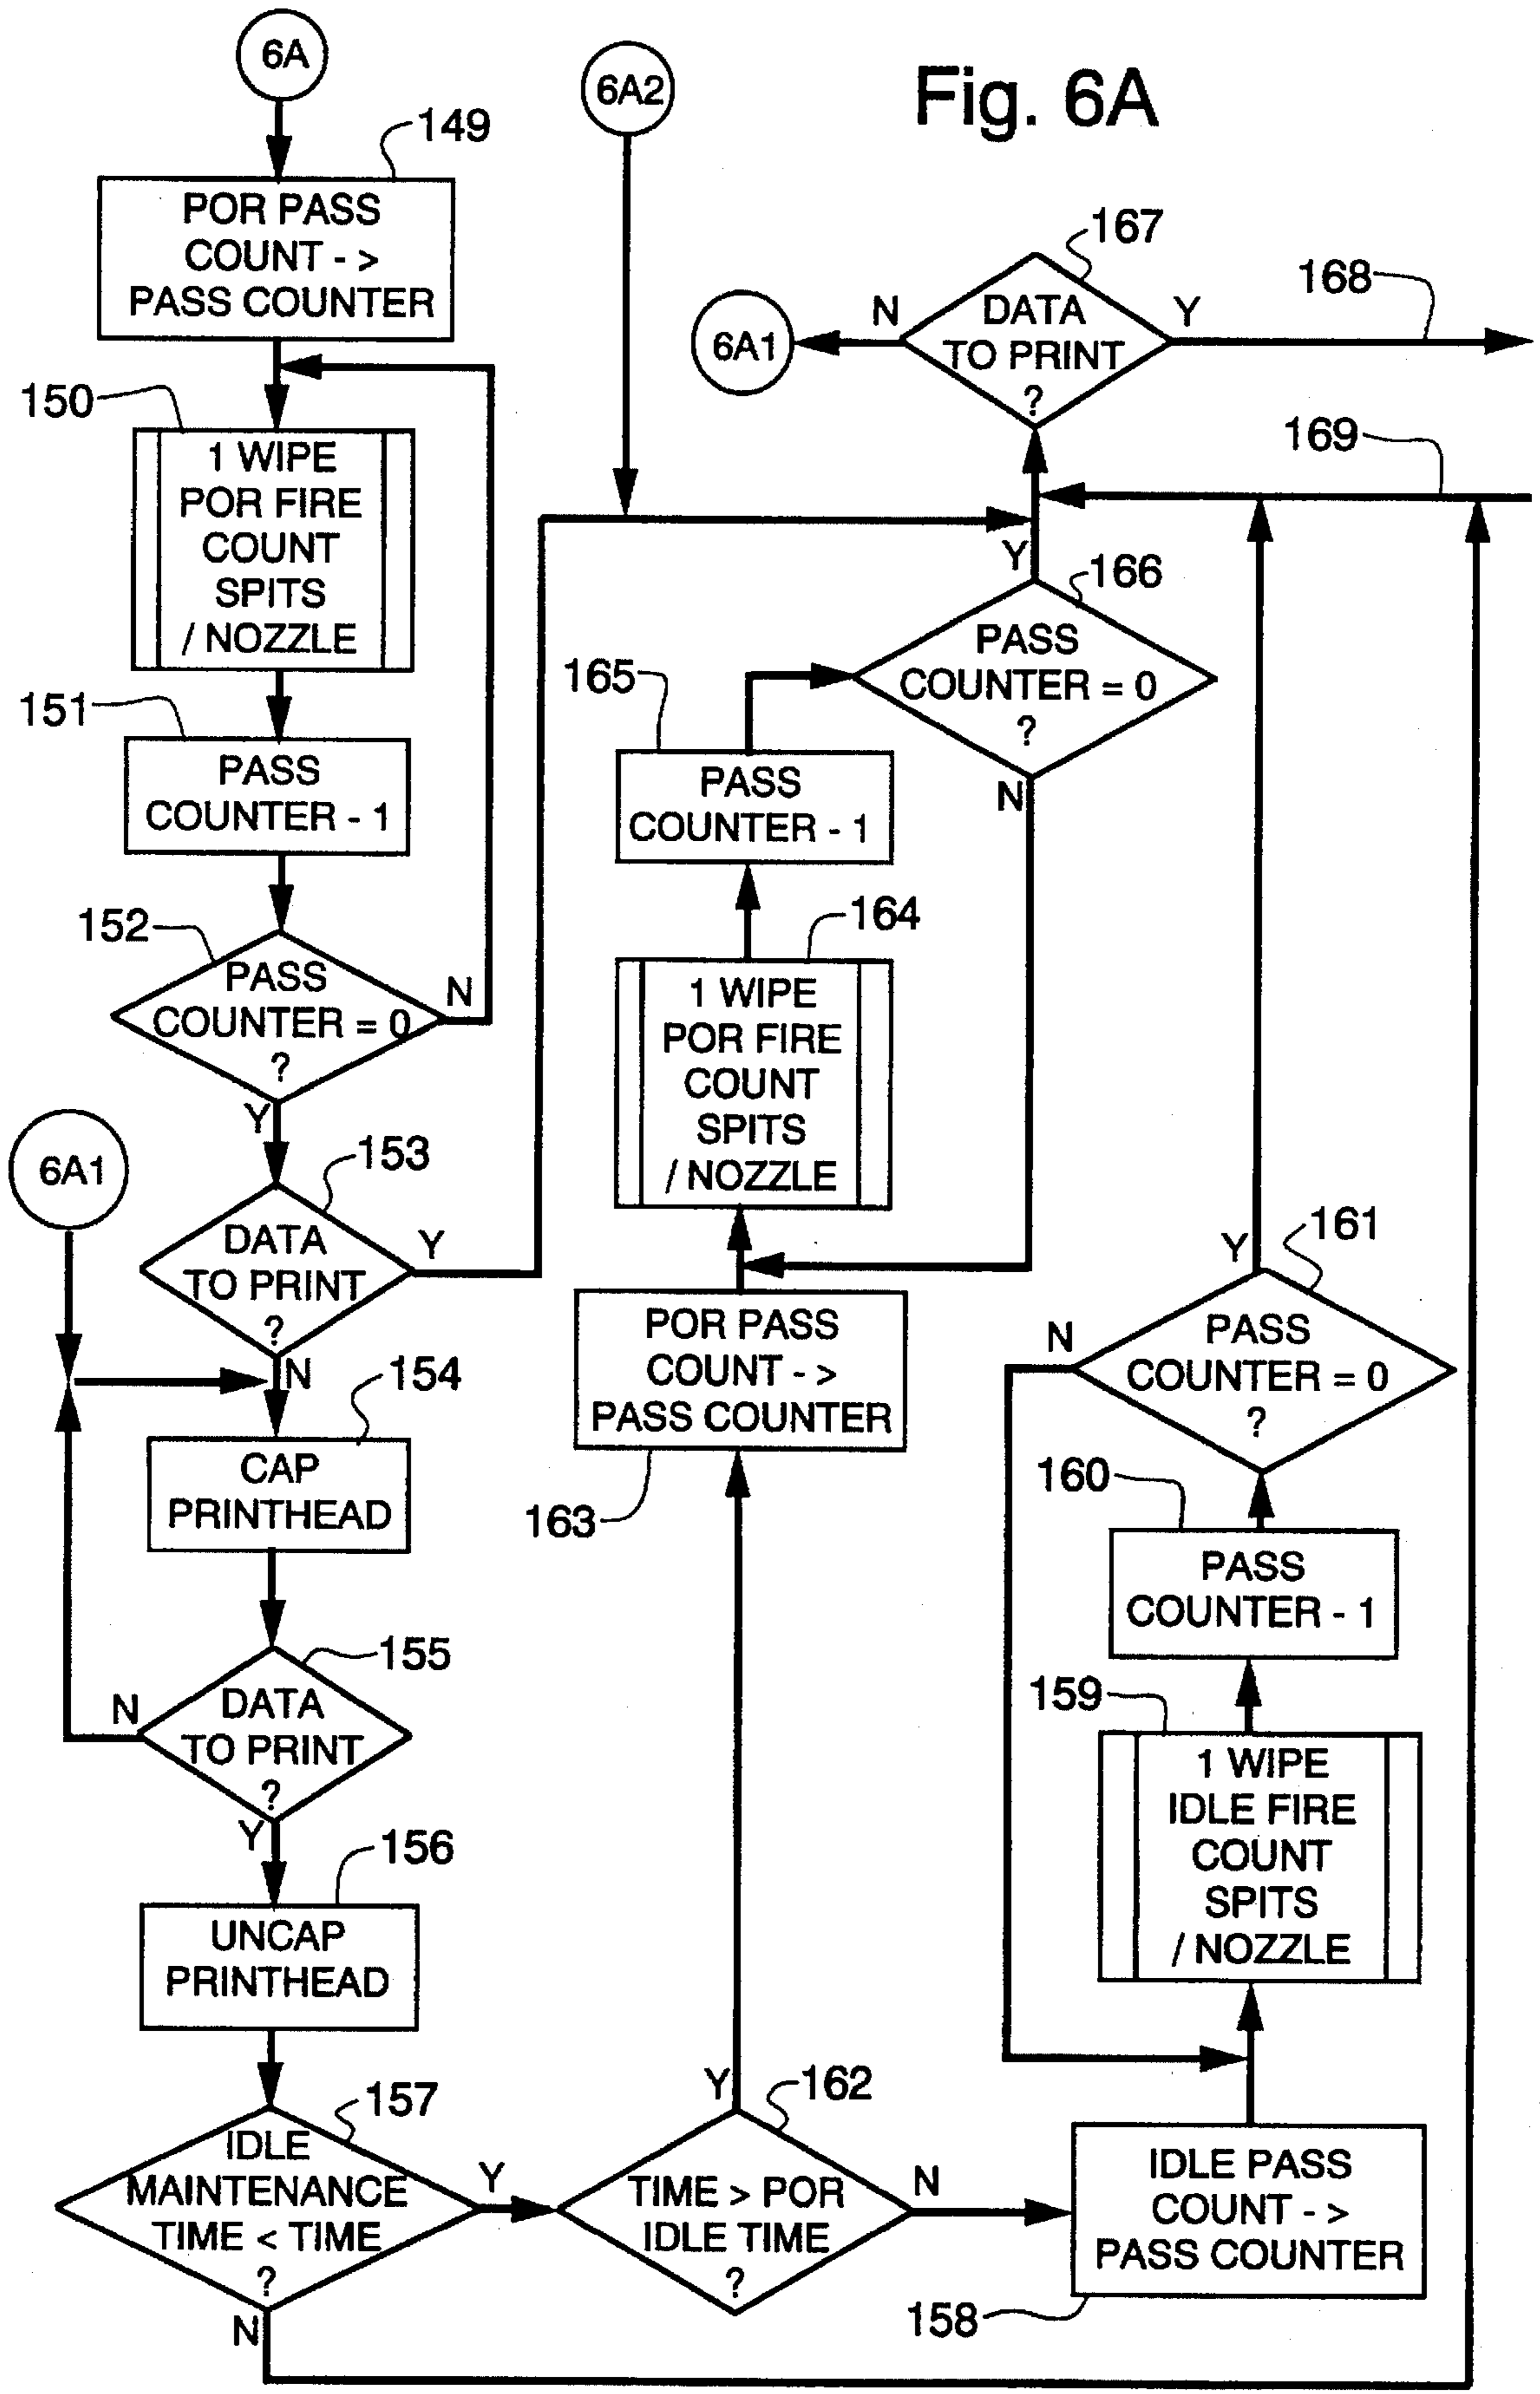 Fig. 6A
6A
149
POR PASS
COUNT - >
PASS COUNTER
150
1 WIPE
POR FIRE
COUNT
SPITS
/ NOZZLE
151
PASS
COUNTER - 1
152
PASS
COUNTER = 0
?
N
Y
6A1
153
DATA
TO PRINT
?
Y
N
154
CAP
PRINTHEAD
155
DATA
TO PRINT
?
N
Y
156
UNCAP
PRINTHEAD
157
IDLE
MAINTENANCE
TIME < TIME
?
Y
N
6A2
167
DATA
TO PRINT
?
N
Y
6A1
168
169
166
Y
PASS
COUNTER = 0
?
N
165
PASS
COUNTER - 1
164
1 WIPE
POR FIRE
COUNT
SPITS
/ NOZZLE
POR PASS
COUNT - >
PASS COUNTER
163
162
Y
TIME > POR
IDLE TIME
?
N
161
Y
N
PASS
COUNTER = 0
?
160
PASS
COUNTER - 1
159
1 WIPE
IDLE FIRE
COUNT
SPITS
/ NOZZLE
IDLE PASS
COUNT - >
PASS COUNTER
158